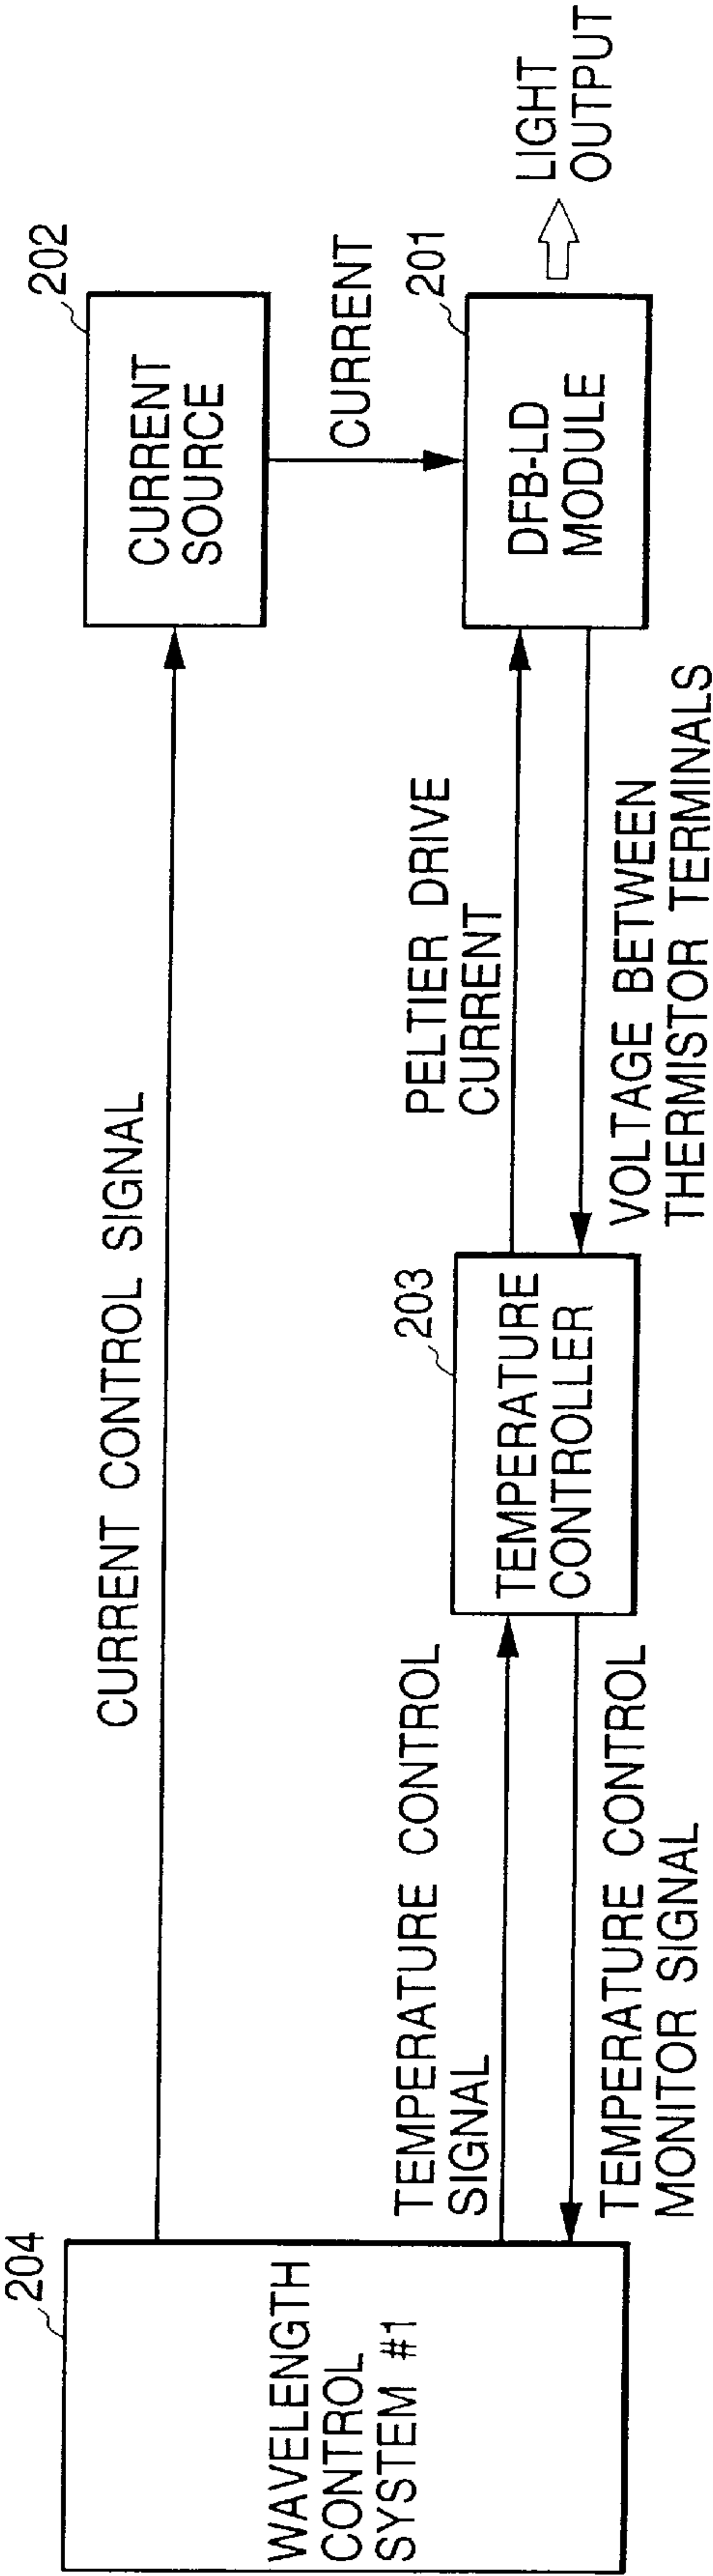 204
WAVELENGTH
CONTROL
SYSTEM #1
CURRENT CONTROL SIGNAL
202
CURRENT
SOURCE
CURRENT
TEMPERATURE CONTROL
SIGNAL
TEMPERATURE CONTROL
MONITOR SIGNAL
203
TEMPERATURE
CONTROLLER
PELTIER DRIVE
CURRENT
VOLTAGE BETWEEN
THERMISTOR TERMINALS
201
DFB-LD
MODULE
LIGHT
OUTPUT